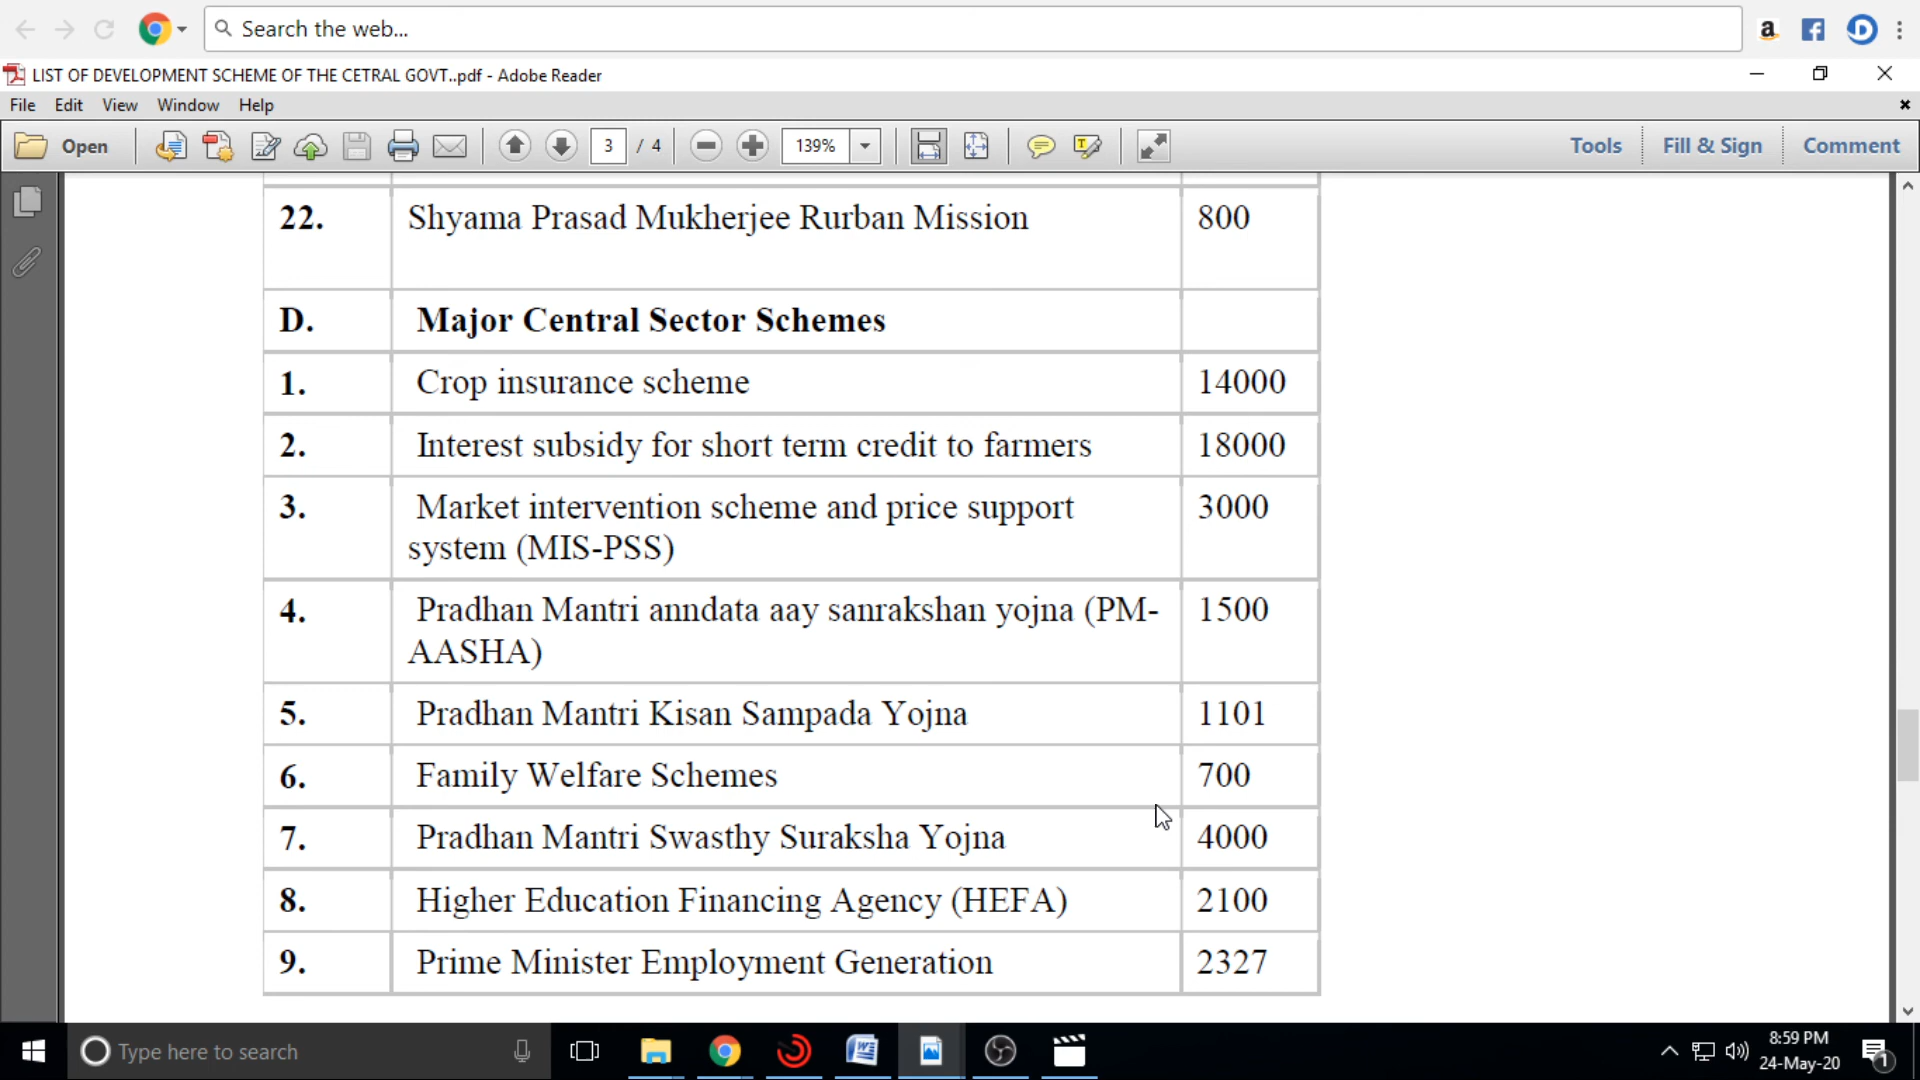 Search the web...
LIST OF DEVELOPMENT SCHEME OF THE CETRAL GOVT..pdf - Adobe Reader
File Edit View Window Help
Open 3 / 4 139% Tools Fill & Sign Comment
22. Shyama Prasad Mukherjee Rurban Mission 800
D. Major Central Sector Schemes
1. Crop insurance scheme 14000
2. Interest subsidy for short term credit to farmers 18000
3. Market intervention scheme and price support 3000
system (MIS-PSS)
4. Pradhan Mantri anndata aay sanrakshan yojna (PM- 1500
AASHA)
5. Pradhan Mantri Kisan Sampada Yojna 1101
6. Family Welfare Schemes 700
7. Pradhan Mantri Swasthy Suraksha Yojna 4000
8. Higher Education Financing Agency (HEFA) 2100
9. Prime Minister Employment Generation 2327
Type here to search
8:59 PM
24-May-20
1